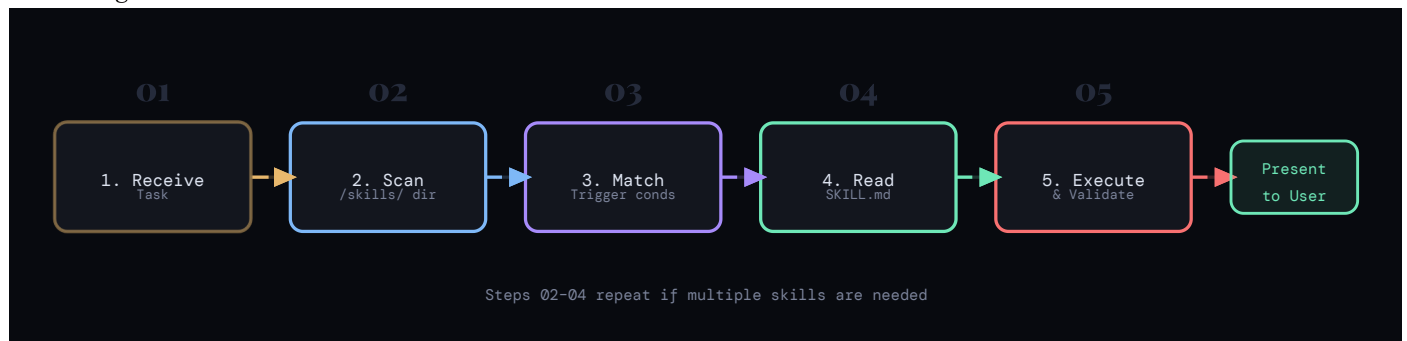 01 02 03 04 05
1. Receive
Task
2. Scan
/skills/ dir
3. Match
Trigger conds
4. Read
SKILL.md
5. Execute
& Validate
Present
to User
Steps 02–04 repeat if multiple skills are needed